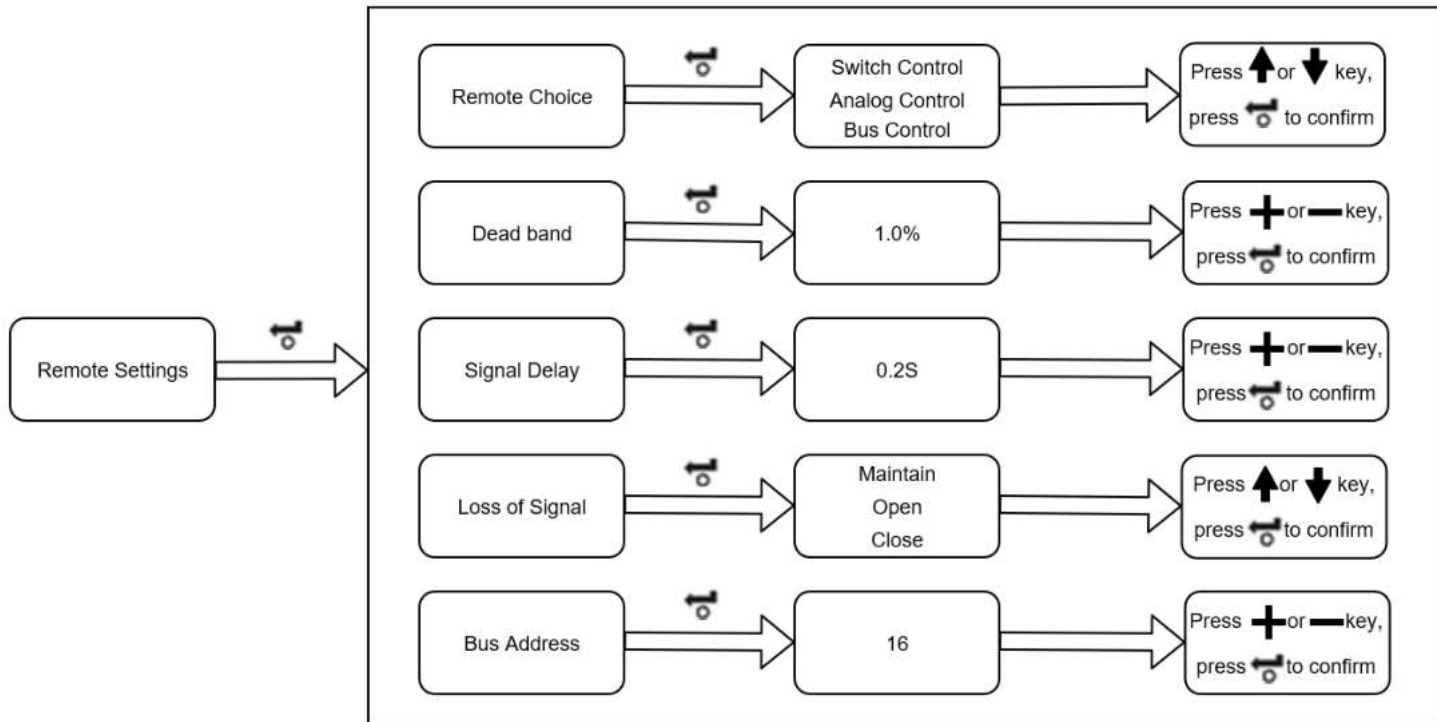 Remote Settings
Remote Choice
Switch Control
Analog Control
Bus Control
Press or key,
press to confirm
Dead band
1.0%
Press + or — key,
press to confirm
Signal Delay
0.2S
Press + or — key,
press to confirm
Loss of Signal
Maintain
Open
Close
Press or key,
press to confirm
Bus Address
16
Press + or — key,
press to confirm